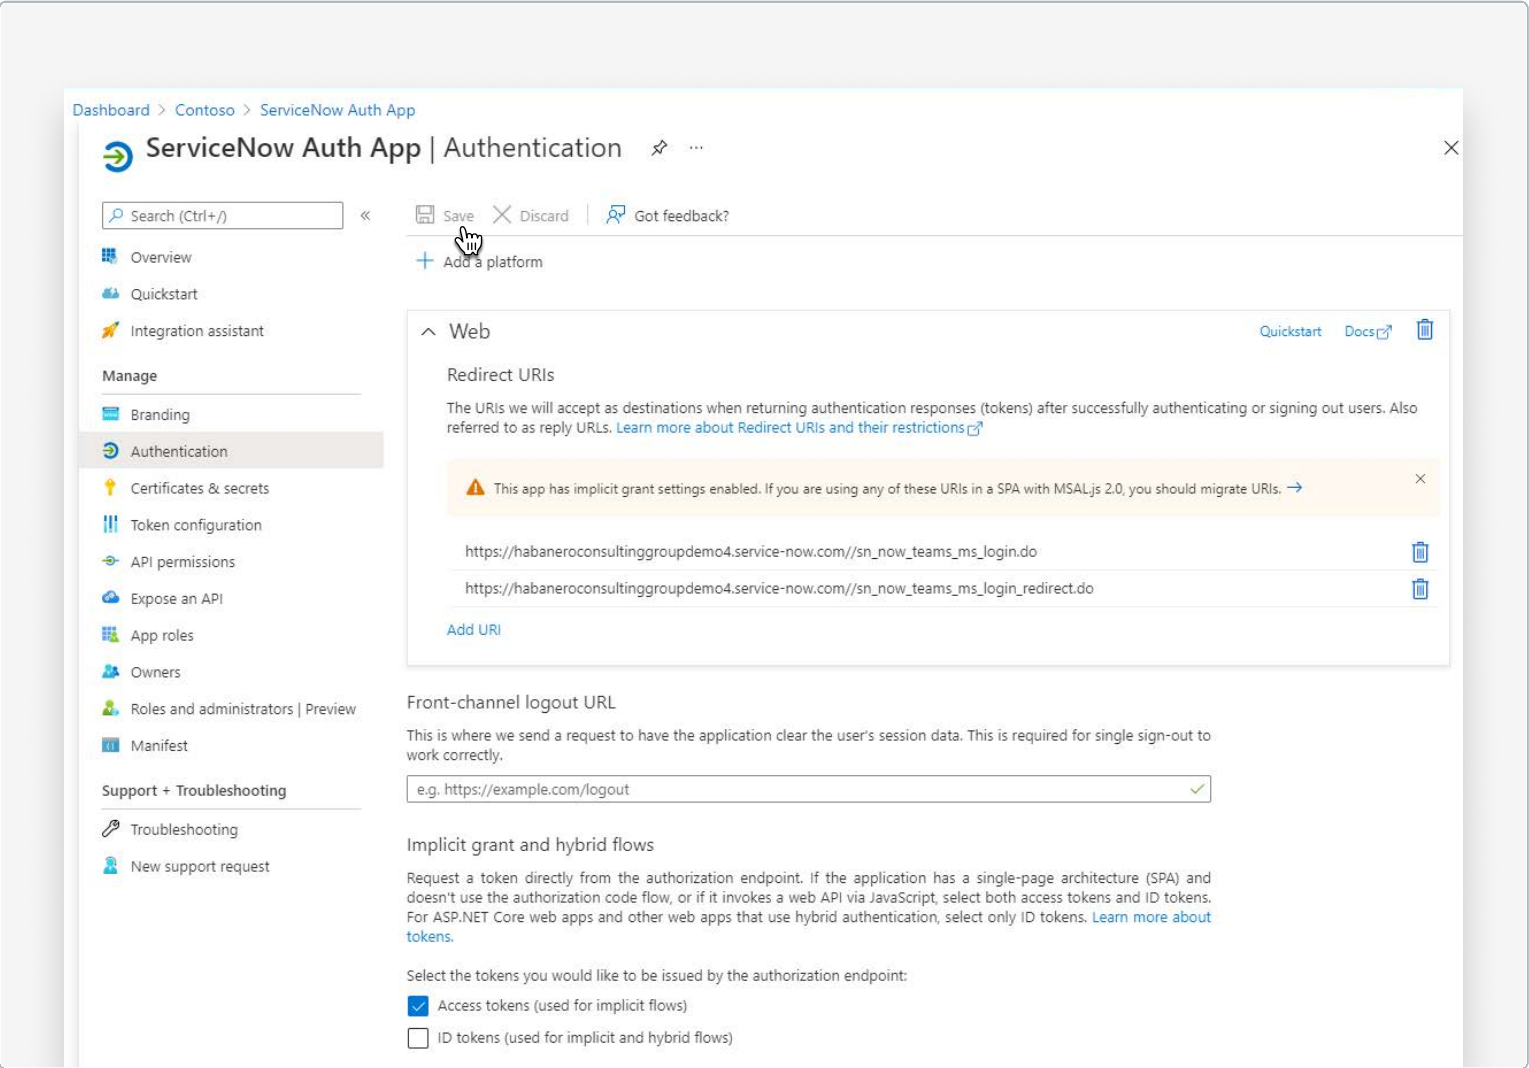 Dashboard > Contoso > ServiceNow Auth App
ServiceNow Auth App | Authentication
Search (Ctrl+/)
«
Save
Discard
Got feedback?
Overview
Quickstart
Integration assistant
Manage
Branding
Authentication
Certificates & secrets
Token configuration
API permissions
Expose an API
App roles
Owners
Roles and administrators | Preview
Manifest
Support + Troubleshooting
Troubleshooting
New support request
Add a platform
Web
Quickstart
Docs
Redirect URIs
The URIs we will accept as destinations when returning authentication responses (tokens) after successfully authenticating or signing out users. Also
referred to as reply URLs. Learn more about Redirect URIs and their restrictions
This app has implicit grant settings enabled. If you are using any of these URIs in a SPA with MSAL.js 2.0, you should migrate URIs. →
https://habaneroconsultinggroupdemo4.service-now.com//sn_now_teams_ms_login.do
https://habaneroconsultinggroupdemo4.service-now.com//sn_now_teams_ms_login_redirect.do
Add URI
Front-channel logout URL
This is where we send a request to have the application clear the user's session data. This is required for single sign-out to
work correctly.
e.g. https://example.com/logout
Implicit grant and hybrid flows
Request a token directly from the authorization endpoint. If the application has a single-page architecture (SPA) and
doesn't use the authorization code flow, or if it invokes a web API via JavaScript, select both access tokens and ID tokens.
For ASP.NET Core web apps and other web apps that use hybrid authentication, select only ID tokens. Learn more about
tokens.
Select the tokens you would like to be issued by the authorization endpoint:
Access tokens (used for implicit flows)
ID tokens (used for implicit and hybrid flows)